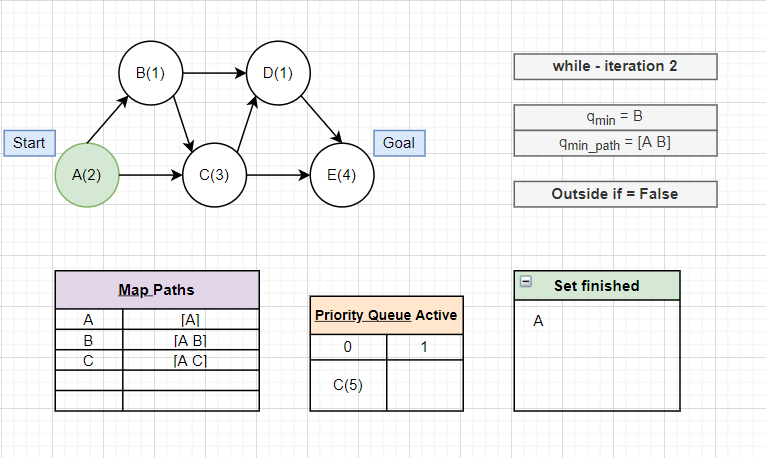 while - iteration 2
B(1)
D(1)
qmin = B
qmin_path = [A B]
Start
Goal
A(2)
C(3)
E(4)
Outside if = False
Map Paths
A [A]
B [A B]
C [A C]
Priority Queue Active
0 1
C(5)
Set finished
A